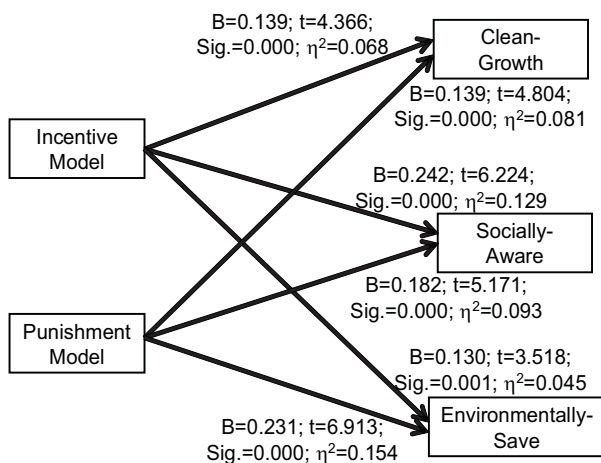 B=0.139; t=4.366;
Sig.=0.000; η²=0.068
Clean-
Growth
B=0.139; t=4.804;
Sig.=0.000; η²=0.081
Incentive
Model
B=0.242; t=6.224;
Sig.=0.000; η²=0.129
Socially-
Aware
B=0.182; t=5.171;
Sig.=0.000; η²=0.093
Punishment
Model
B=0.130; t=3.518;
Sig.=0.001; η²=0.045
B=0.231; t=6.913;
Sig.=0.000; η²=0.154
Environmentally-
Save